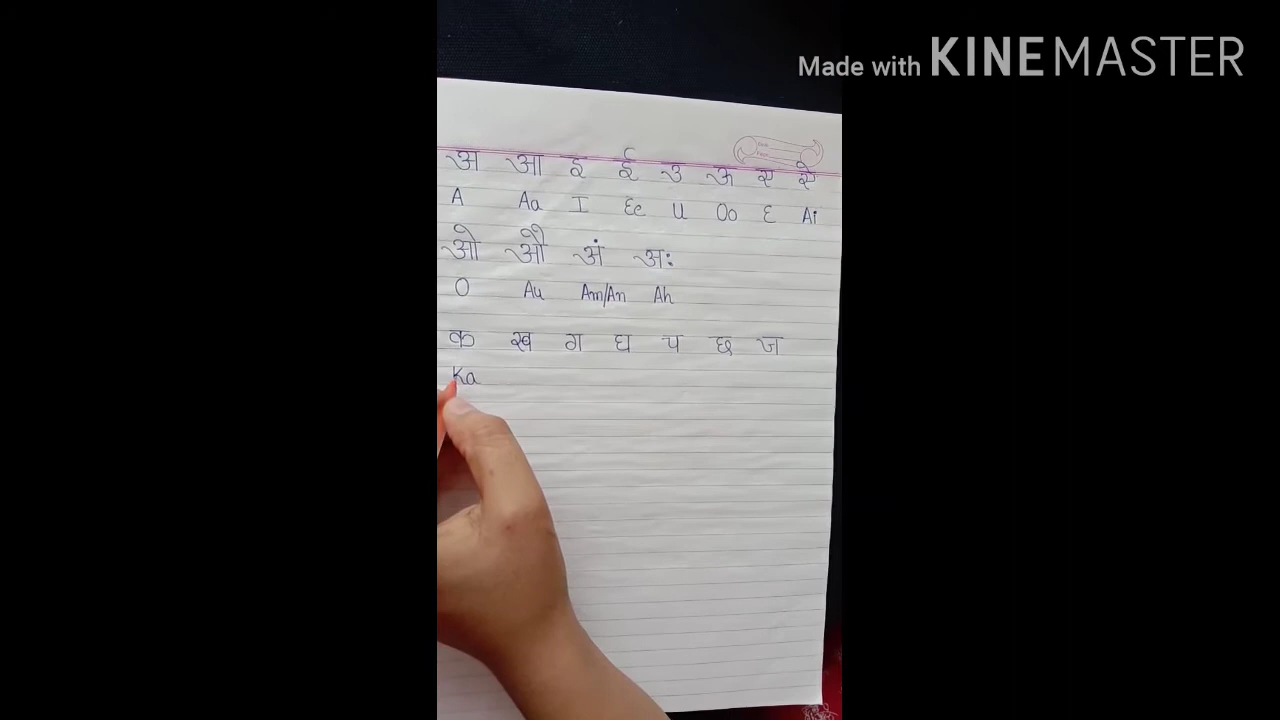 Made with KINEMASTER
अ आ इ ई उ ऊ ए ऐ
A Aa I Ee U Oo E Ai
ओ औ अं अः
O Au Am/An Ah
क ख ग घ च छ ज
Ka